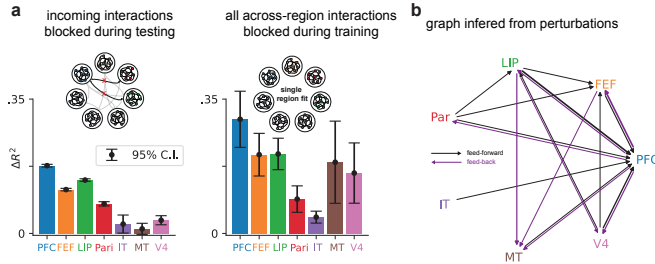 a
incoming interactions
blocked during testing
all across-region interactions
blocked during training
b
graph infered from perturbations
.35
ΔR²
0
95% C.I.
PFC FEF LIP Pari IT MT V4
.35
0
single
region fit
PFC FEF LIP Pari IT MT V4
LIP
FEF
Par
feed-forward
feed-back
PFC
IT
V4
MT